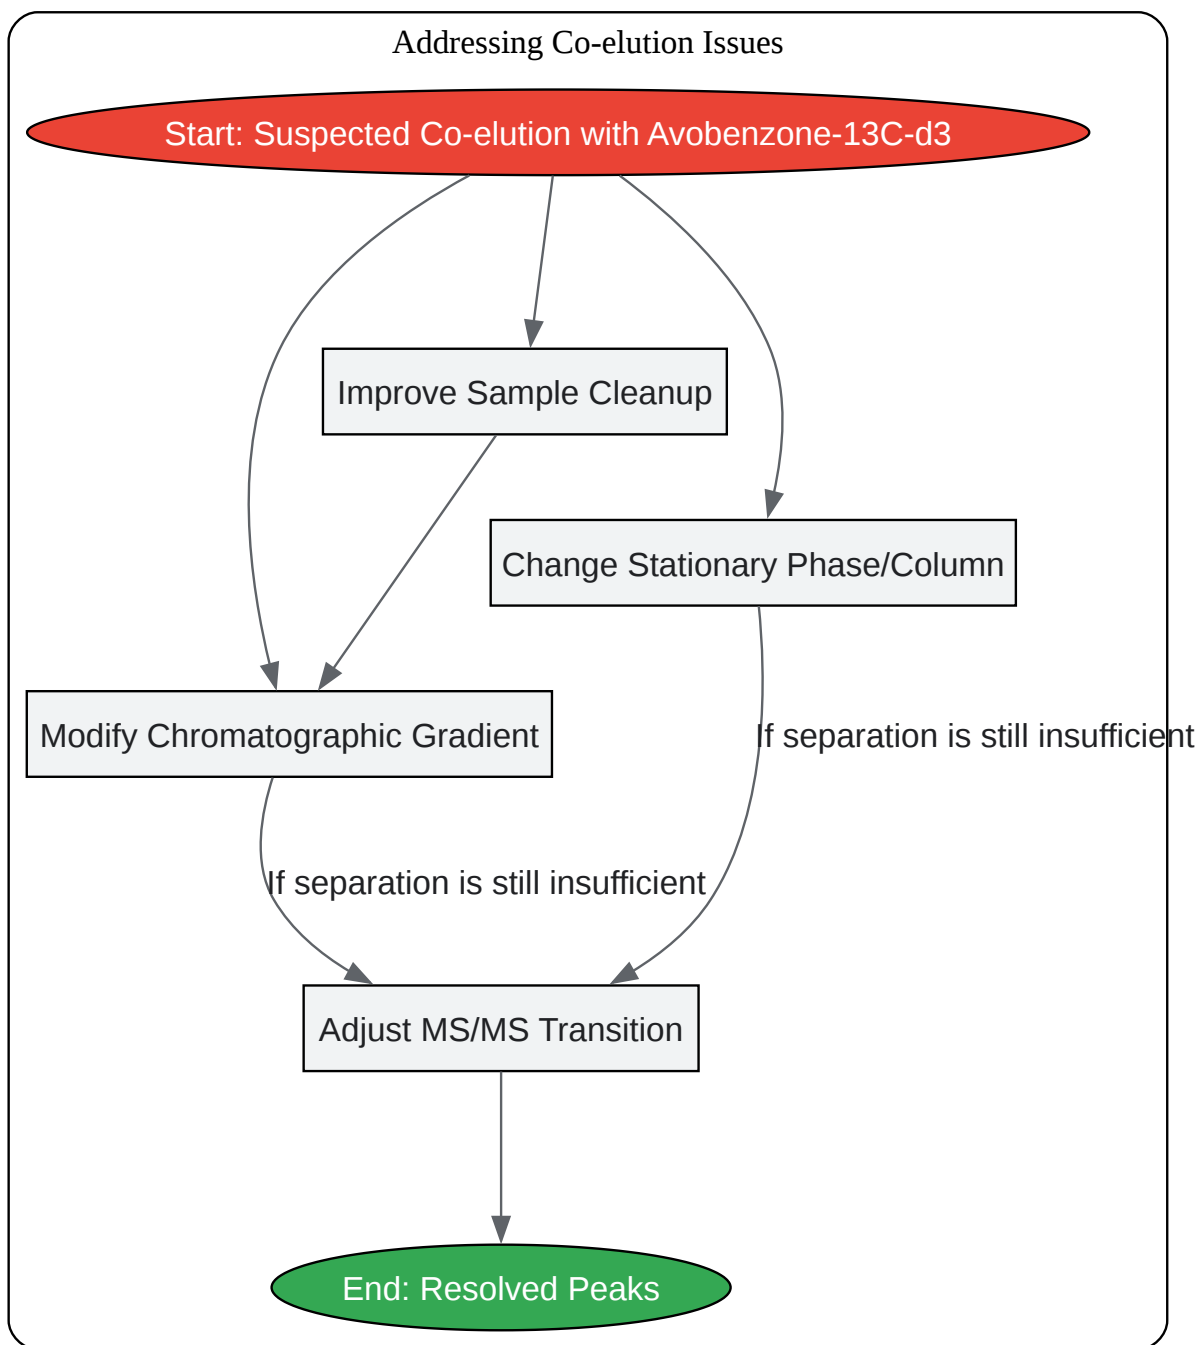 Addressing Co-elution Issues
Start: Suspected Co-elution with Avobenzone-13C-d3
Improve Sample Cleanup
Change Stationary Phase/Column
Modify Chromatographic Gradient
If separation is still insufficient
If separation is still insufficient
Adjust MS/MS Transition
End: Resolved Peaks